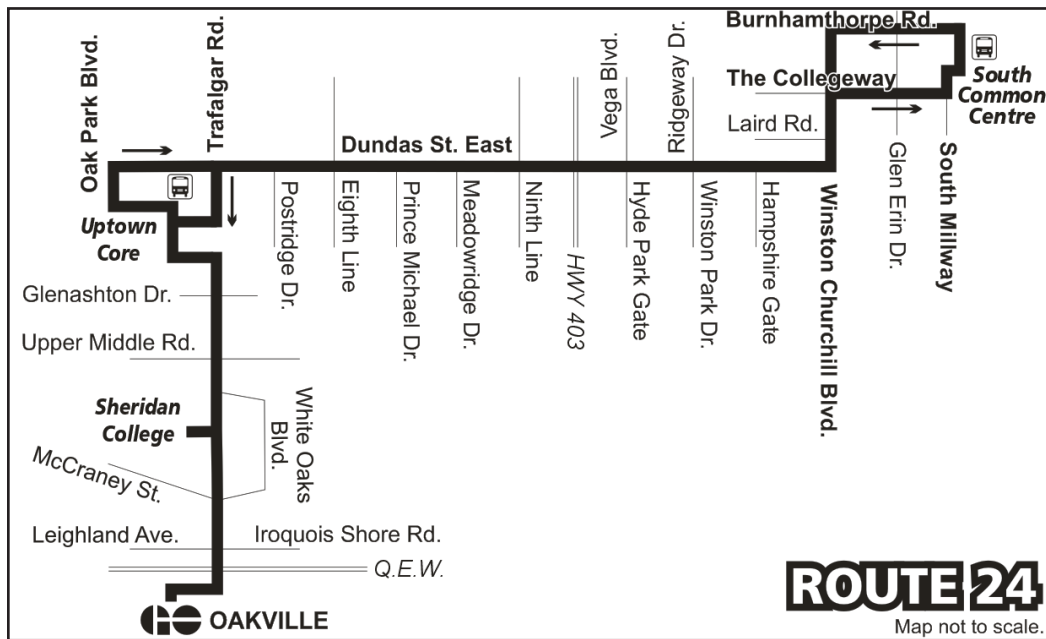 Burnhamthorpe Rd.
The Collegeway
South
Common
Centre
Laird Rd.
Glen Erin Dr.
South Millway
Winston Churchill Blvd.
Oak Park Blvd.
Trafalgar Rd.
Dundas St. East
Vega Blvd.
Ridgeway Dr.
Uptown
Core
Postridge Dr.
Eighth Line
Prince Michael Dr.
Meadowridge Dr.
Ninth Line
HWY 403
Hyde Park Gate
Winston Park Dr.
Hampshire Gate
Glenashton Dr.
Upper Middle Rd.
Sheridan
College
White Oaks
Blvd.
McCraney St.
Leighland Ave.
Iroquois Shore Rd.
Q.E.W.
GO OAKVILLE
ROUTE 24
Map not to scale.